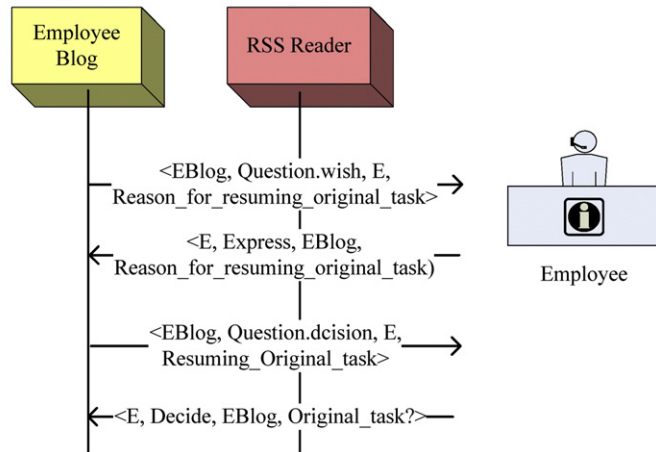 Employee
Blog
RSS Reader
<EBlog, Question.wish, E,
Reason_for_resuming_original_task>
<E, Express, EBlog,
Reason_for_resuming_original_task)
Employee
<EBlog, Question.dcision, E,
Resuming_Original_task>
<E, Decide, EBlog, Original_task?>